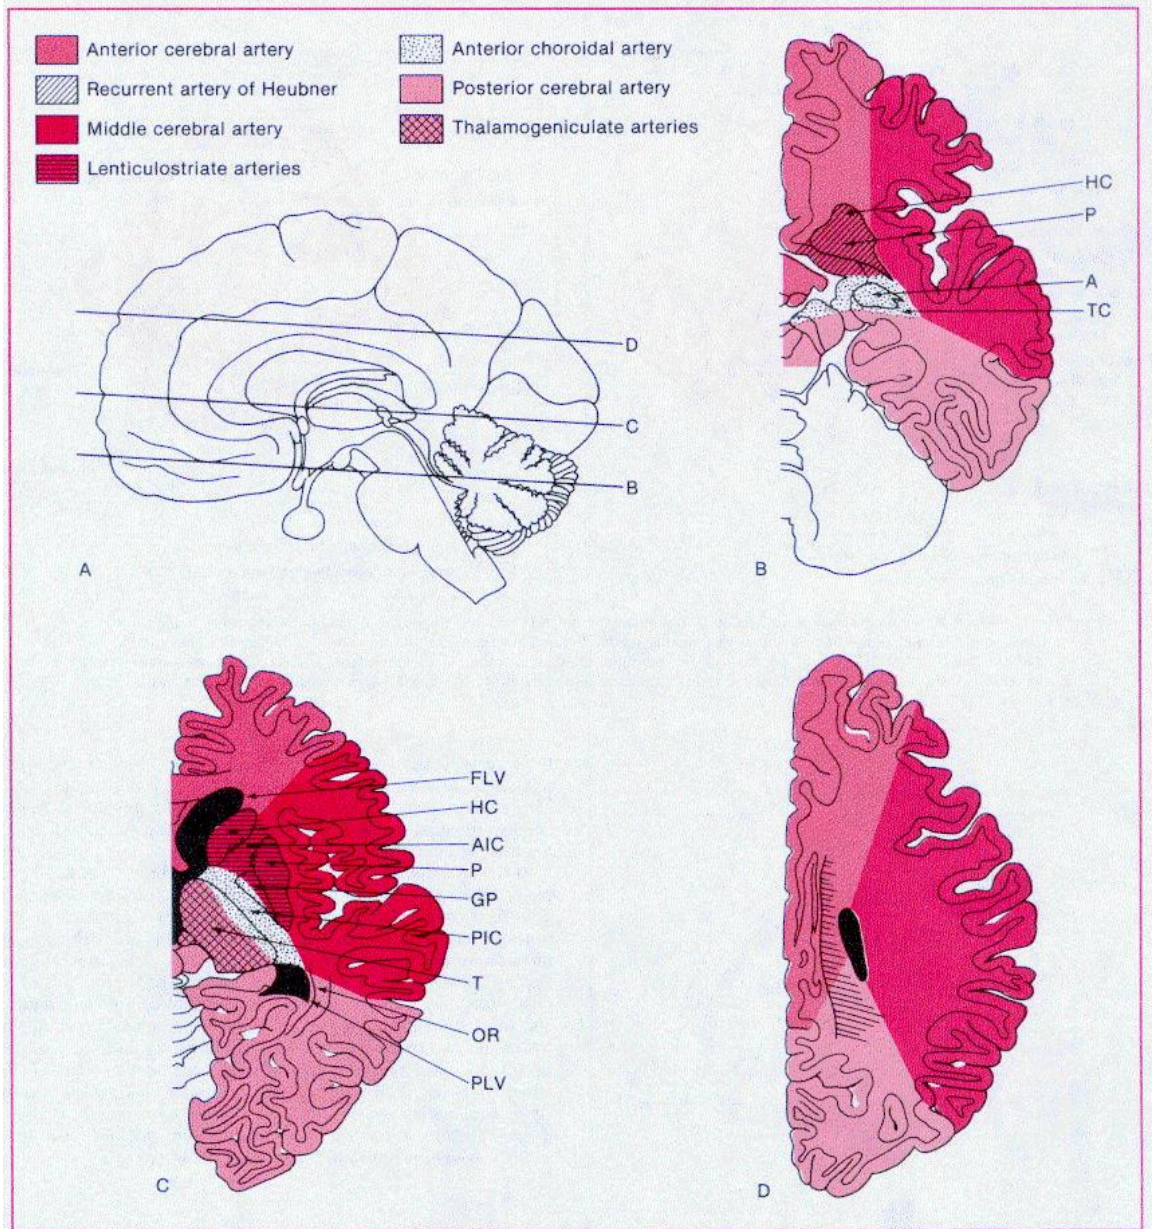 Anterior cerebral artery
Recurrent artery of Heubner
Middle cerebral artery
Lenticulostriate arteries
Anterior choroidal artery
Posterior cerebral artery
Thalamogeniculate arteries
D
C
B
A
HC
P
A
TC
B
FLV
HC
AIC
P
GP
PIC
T
OR
PLV
C
D